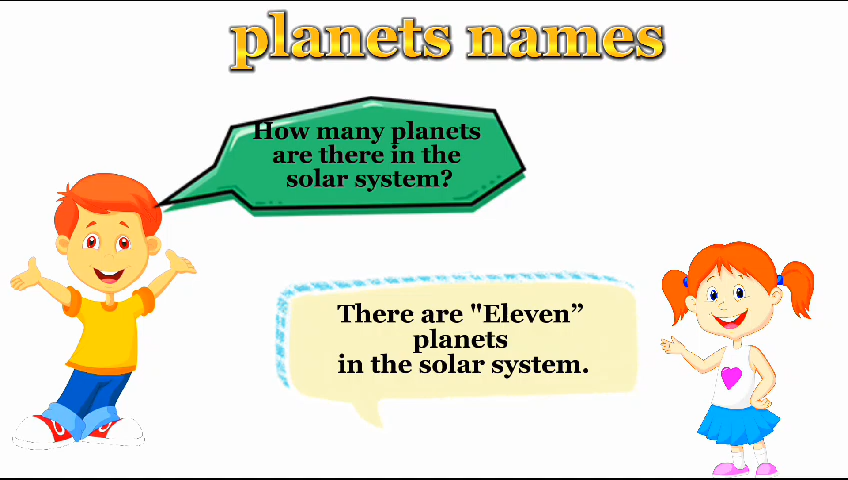 planets names
How many planets
are there in the
solar system?
There are "Eleven”
planets
in the solar system.